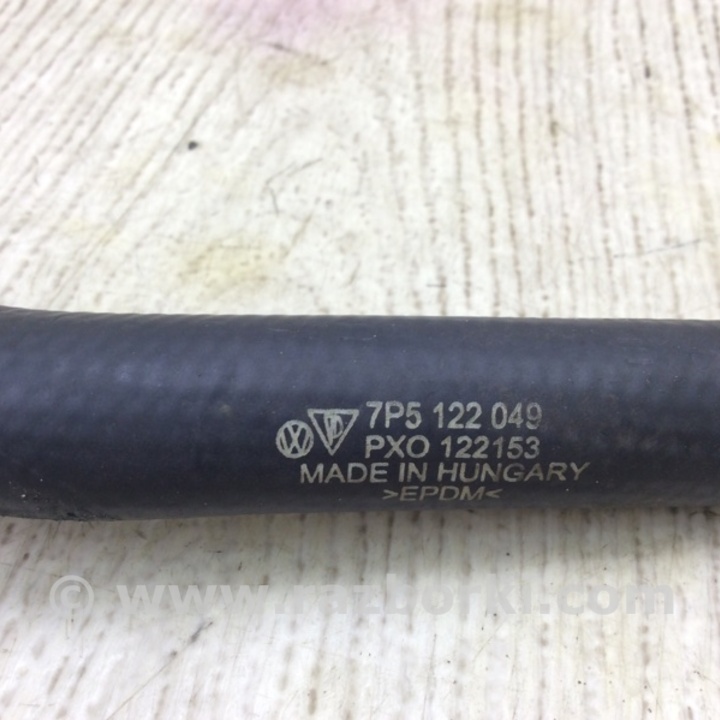 7P5 122 049
PXO 122153
MADE IN HUNGARY
>EPDM<
© www.razborki.com